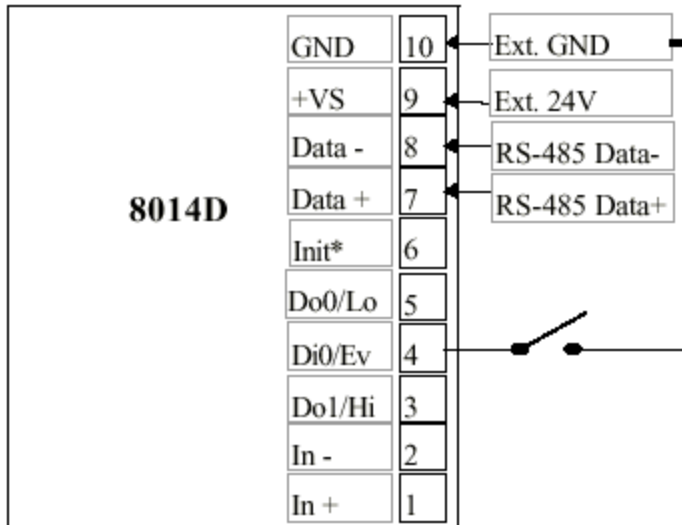 GND 10 Ext. GND
+VS 9 Ext. 24V
Data - 8 RS-485 Data-
Data + 7 RS-485 Data+
8014D
Init* 6
Do0/Lo 5
Di0/Ev 4
Do1/Hi 3
In - 2
In + 1